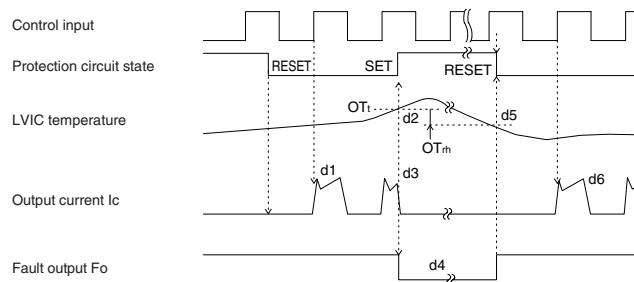 Control input
Protection circuit state
RESET
SET
RESET
LVIC temperature
OTt
d2
d5
OTrh
Output current Ic
d1
d3
d6
Fault output Fo
d4